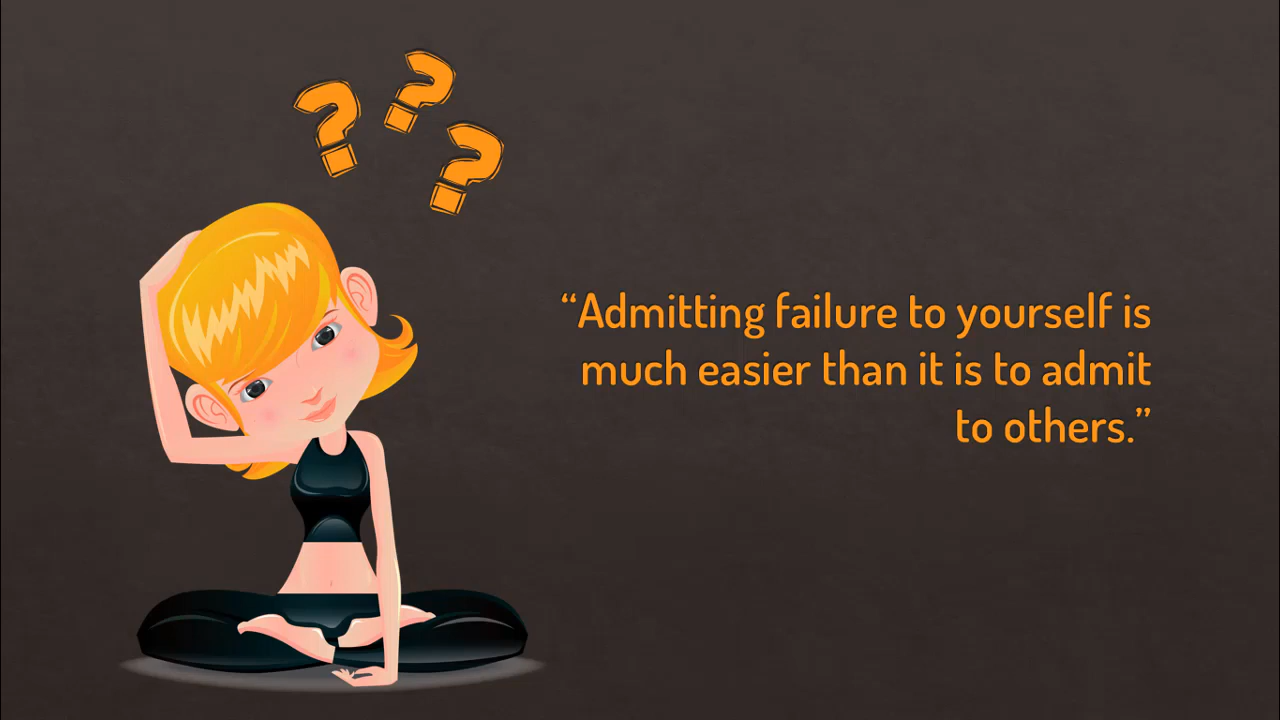 ? ? ?
“Admitting failure to yourself is
much easier than it is to admit
to others.”